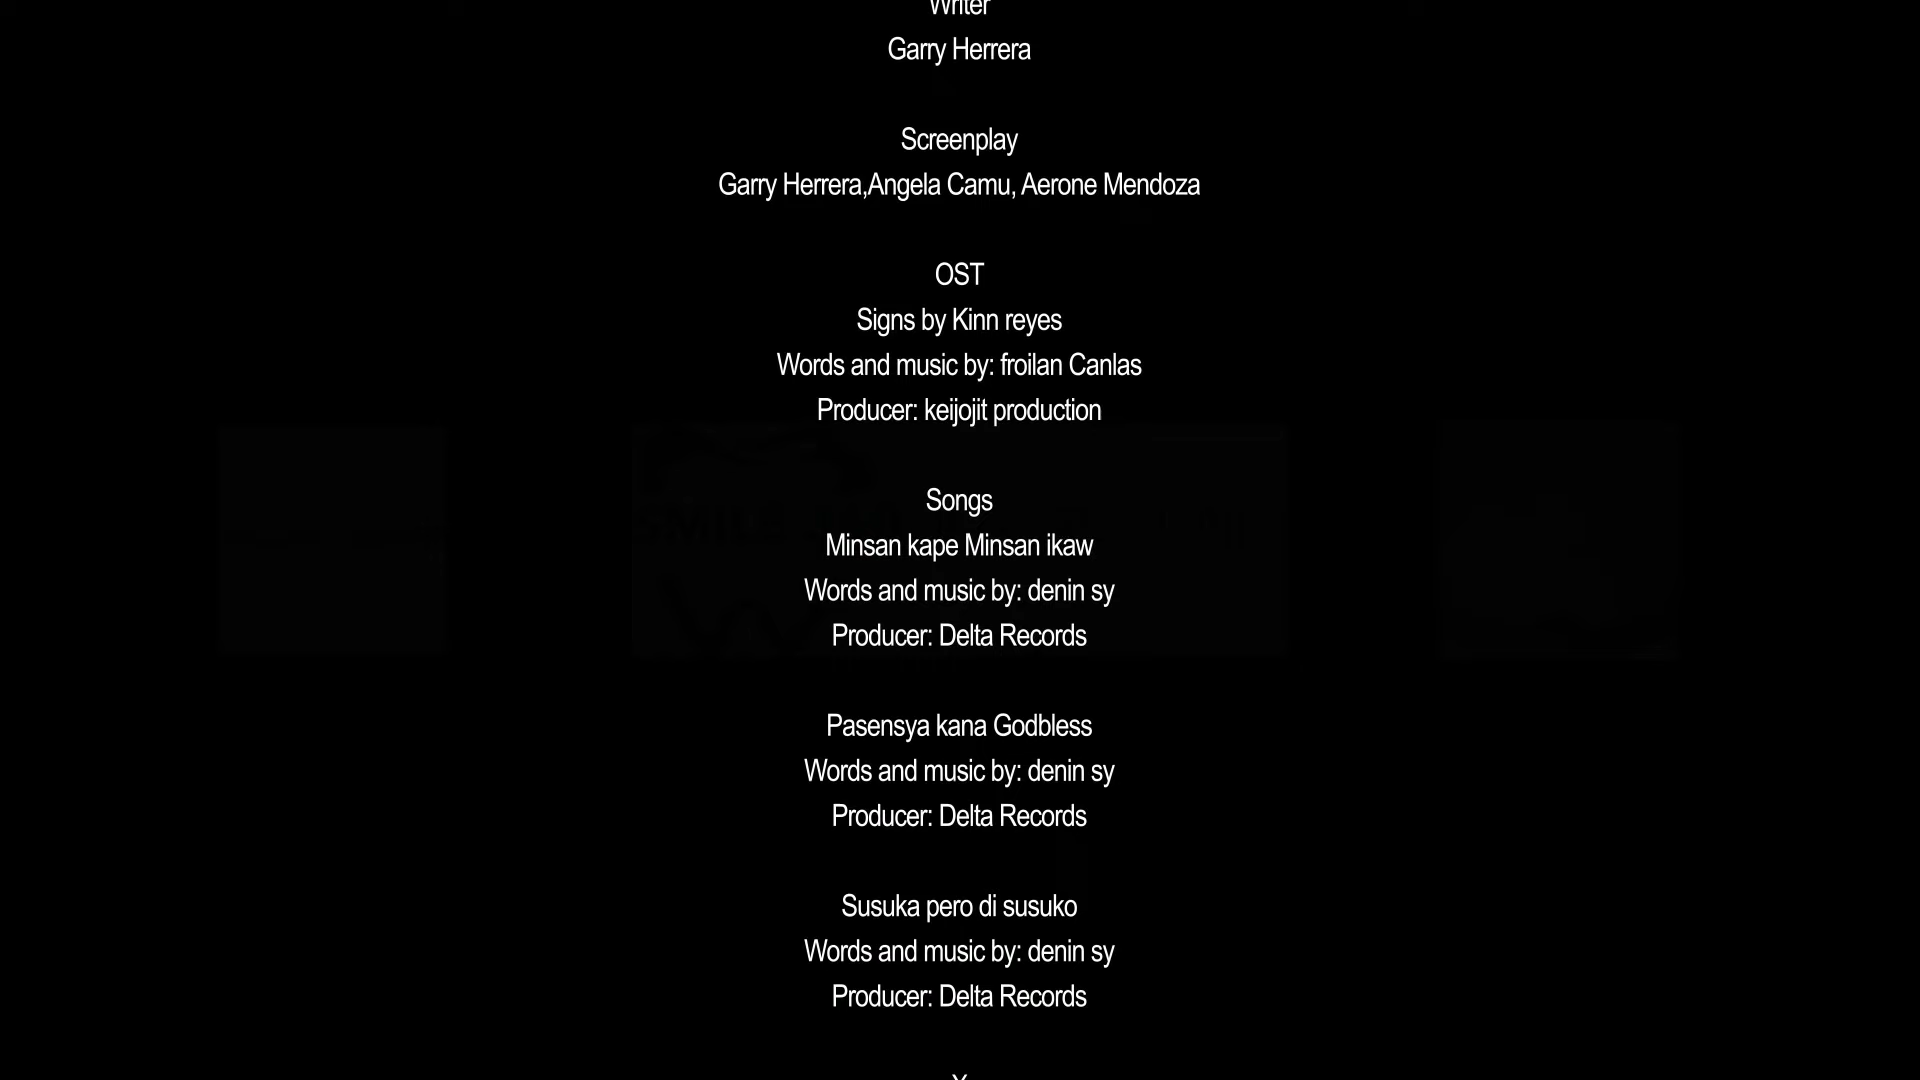 Writer
Garry Herrera
Screenplay
Garry Herrera,Angela Camu, Aerone Mendoza
OST
Signs by Kinn reyes
Words and music by: froilan Canlas
Producer: keijojit production
Songs
Minsan kape Minsan ikaw
Words and music by: denin sy
Producer: Delta Records
Pasensya kana Godbless
Words and music by: denin sy
Producer: Delta Records
Susuka pero di susuko
Words and music by: denin sy
Producer: Delta Records